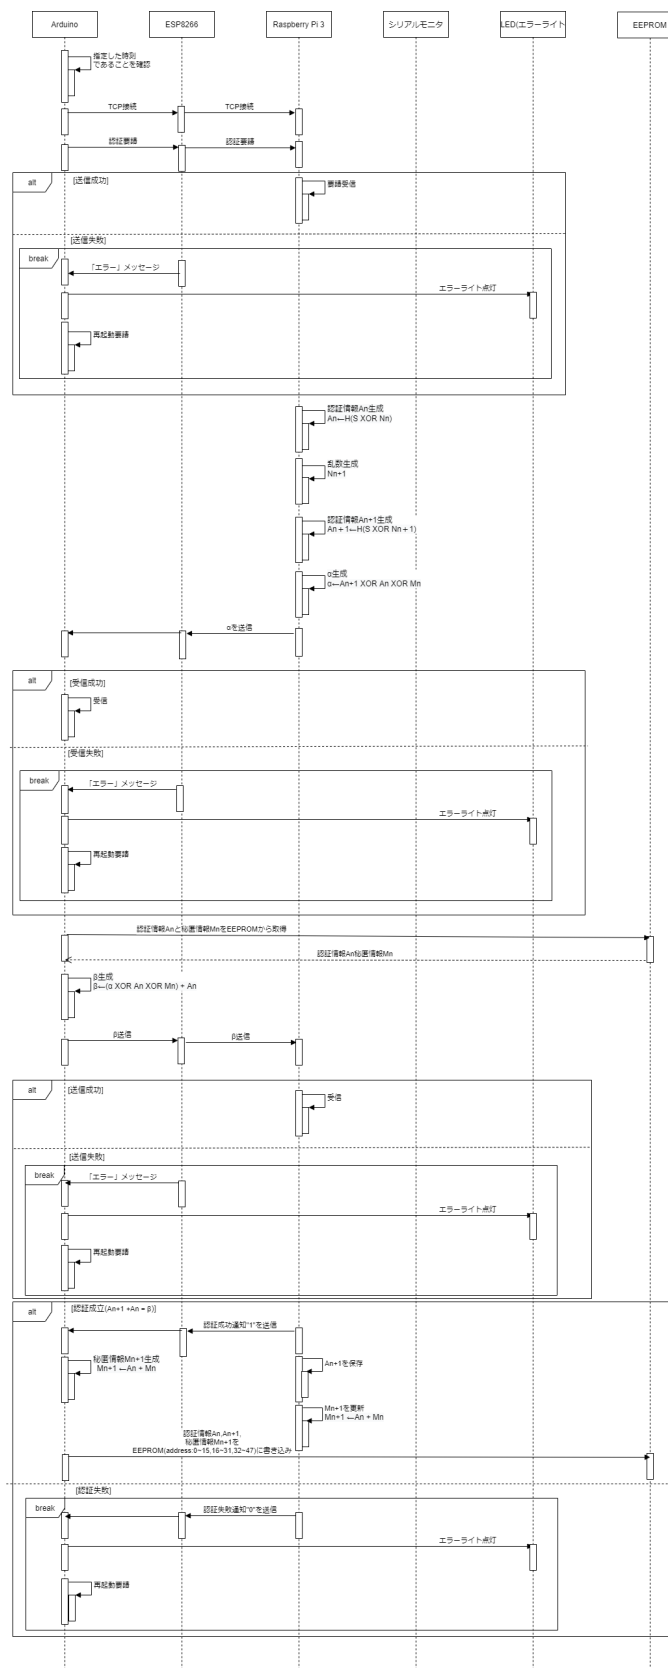 Arduino
ESP8266
Raspberry Pi 3
シリアルモニタ
LED(エラーライト
EEPROM
指定した時刻
であることを確認
TCP接続
TCP接続
認証要請
認証要請
alt
[送信成功]
要請受信
[送信失敗]
break
「エラー」メッセージ
エラーライト点灯
再起動要請
認証情報An生成
An←H(S XOR Nn)
乱数生成
Nn+1
認証情報An+1生成
An＋1←H(S XOR Nn＋1)
α生成
α←An+1 XOR An XOR Mn
αを送信
alt
[受信成功]
受信
[受信失敗]
break
「エラー」メッセージ
エラーライト点灯
再起動要請
認証情報Anと秘匿情報MnをEEPROMから取得
認証情報An秘匿情報Mn
β生成
β←(α XOR An XOR Mn) + An
β送信
β送信
alt
[送信成功]
受信
[送信失敗]
break
「エラー」メッセージ
エラーライト点灯
再起動要請
alt
[認証成立(An+1 +An = β)]
認証成功通知"1"を送信
秘匿情報Mn+1生成
Mn+1 ←An + Mn
An+1を保存
Mn+1を更新
Mn+1 ←An + Mn
認証情報An,An+1,
秘匿情報Mn+1を
EEPROM(address:0~15,16~31,32~47)に書き込み
[認証失敗]
break
認証失敗通知"0"を送信
エラーライト点灯
再起動要請